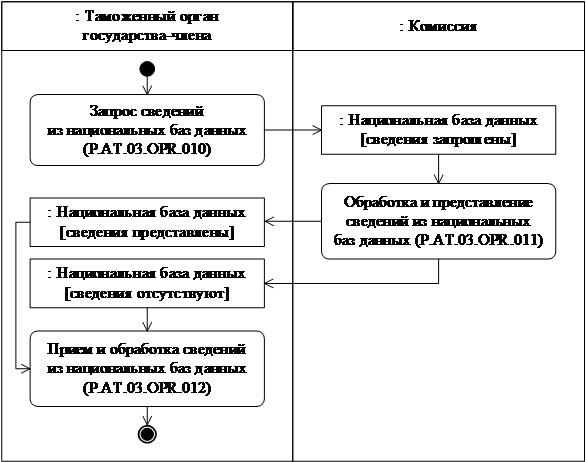 : Таможенный орган
государства-члена
: Комиссия
Запрос сведений
из национальных баз данных
(P.AT.03.OPR.010)
: Национальная база данных
[сведения запрошены]
Обработка и представление
сведений из национальных
баз данных (P.AT.03.OPR.011)
: Национальная база данных
[сведения представлены]
: Национальная база данных
[сведения отсутствуют]
Прием и обработка сведений
из национальных баз данных
(P.AT.03.OPR.012)